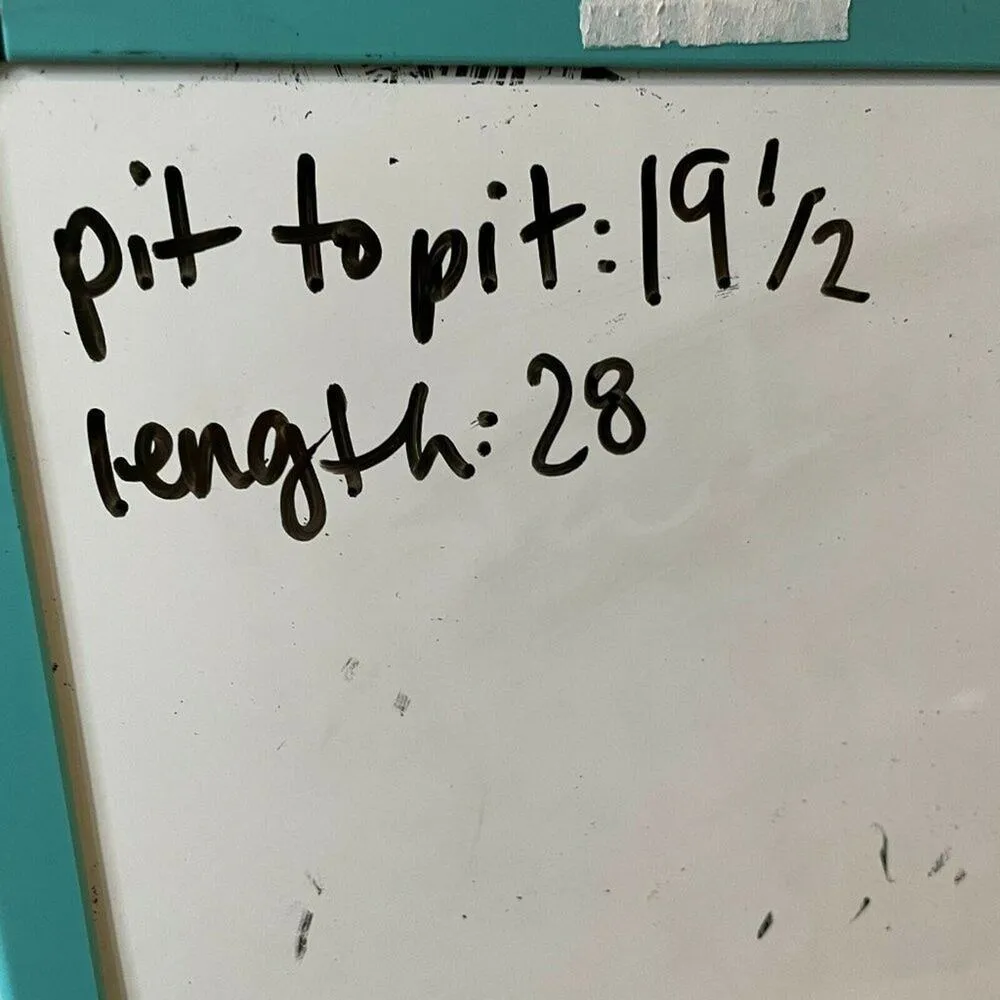 pit to pit: 19 1/2
length: 28